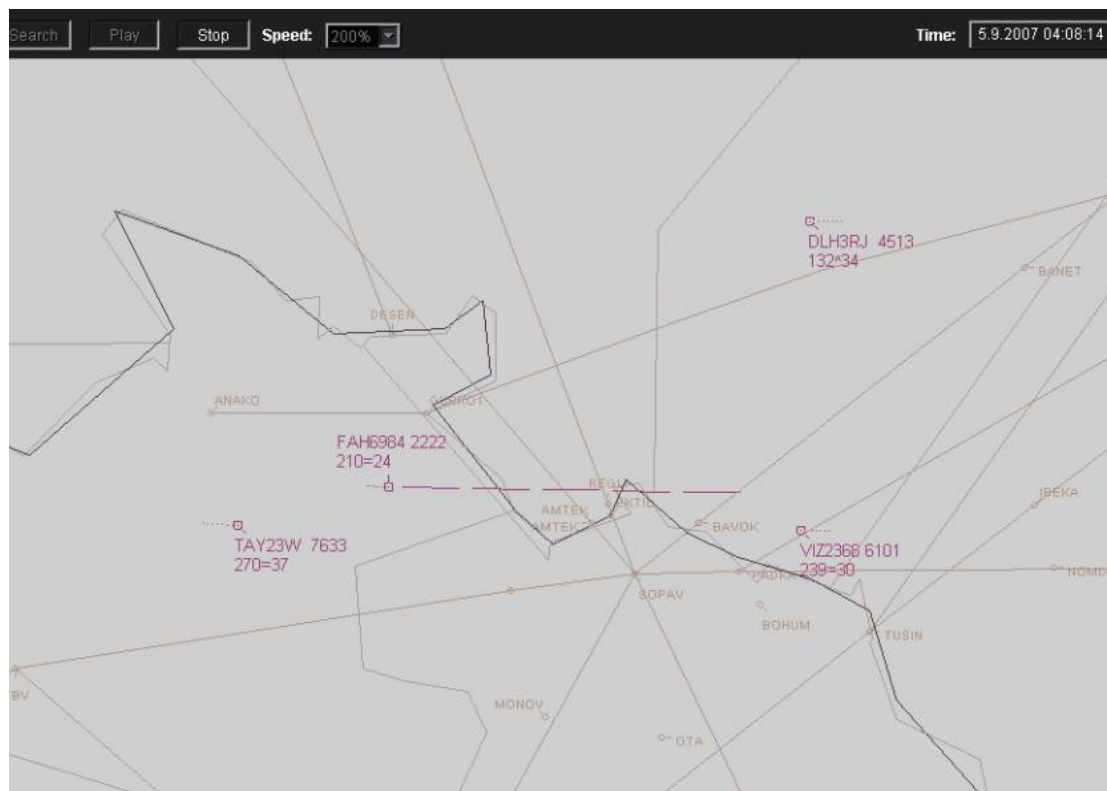 Search Play Stop Speed: 200% Time: 5.9.2007 04:08:14
DLH3RJ 4513
132^34
BANET
DESEN
ANAKO
FAH6984 2222
210=24
AMTEK
AMTEK
BAVOK
IBEKA
TAY23W 7633
270=37
VIZ2368 6101
239=30
SOPAV
BOHUM
TUSIN
MONOV
OTA